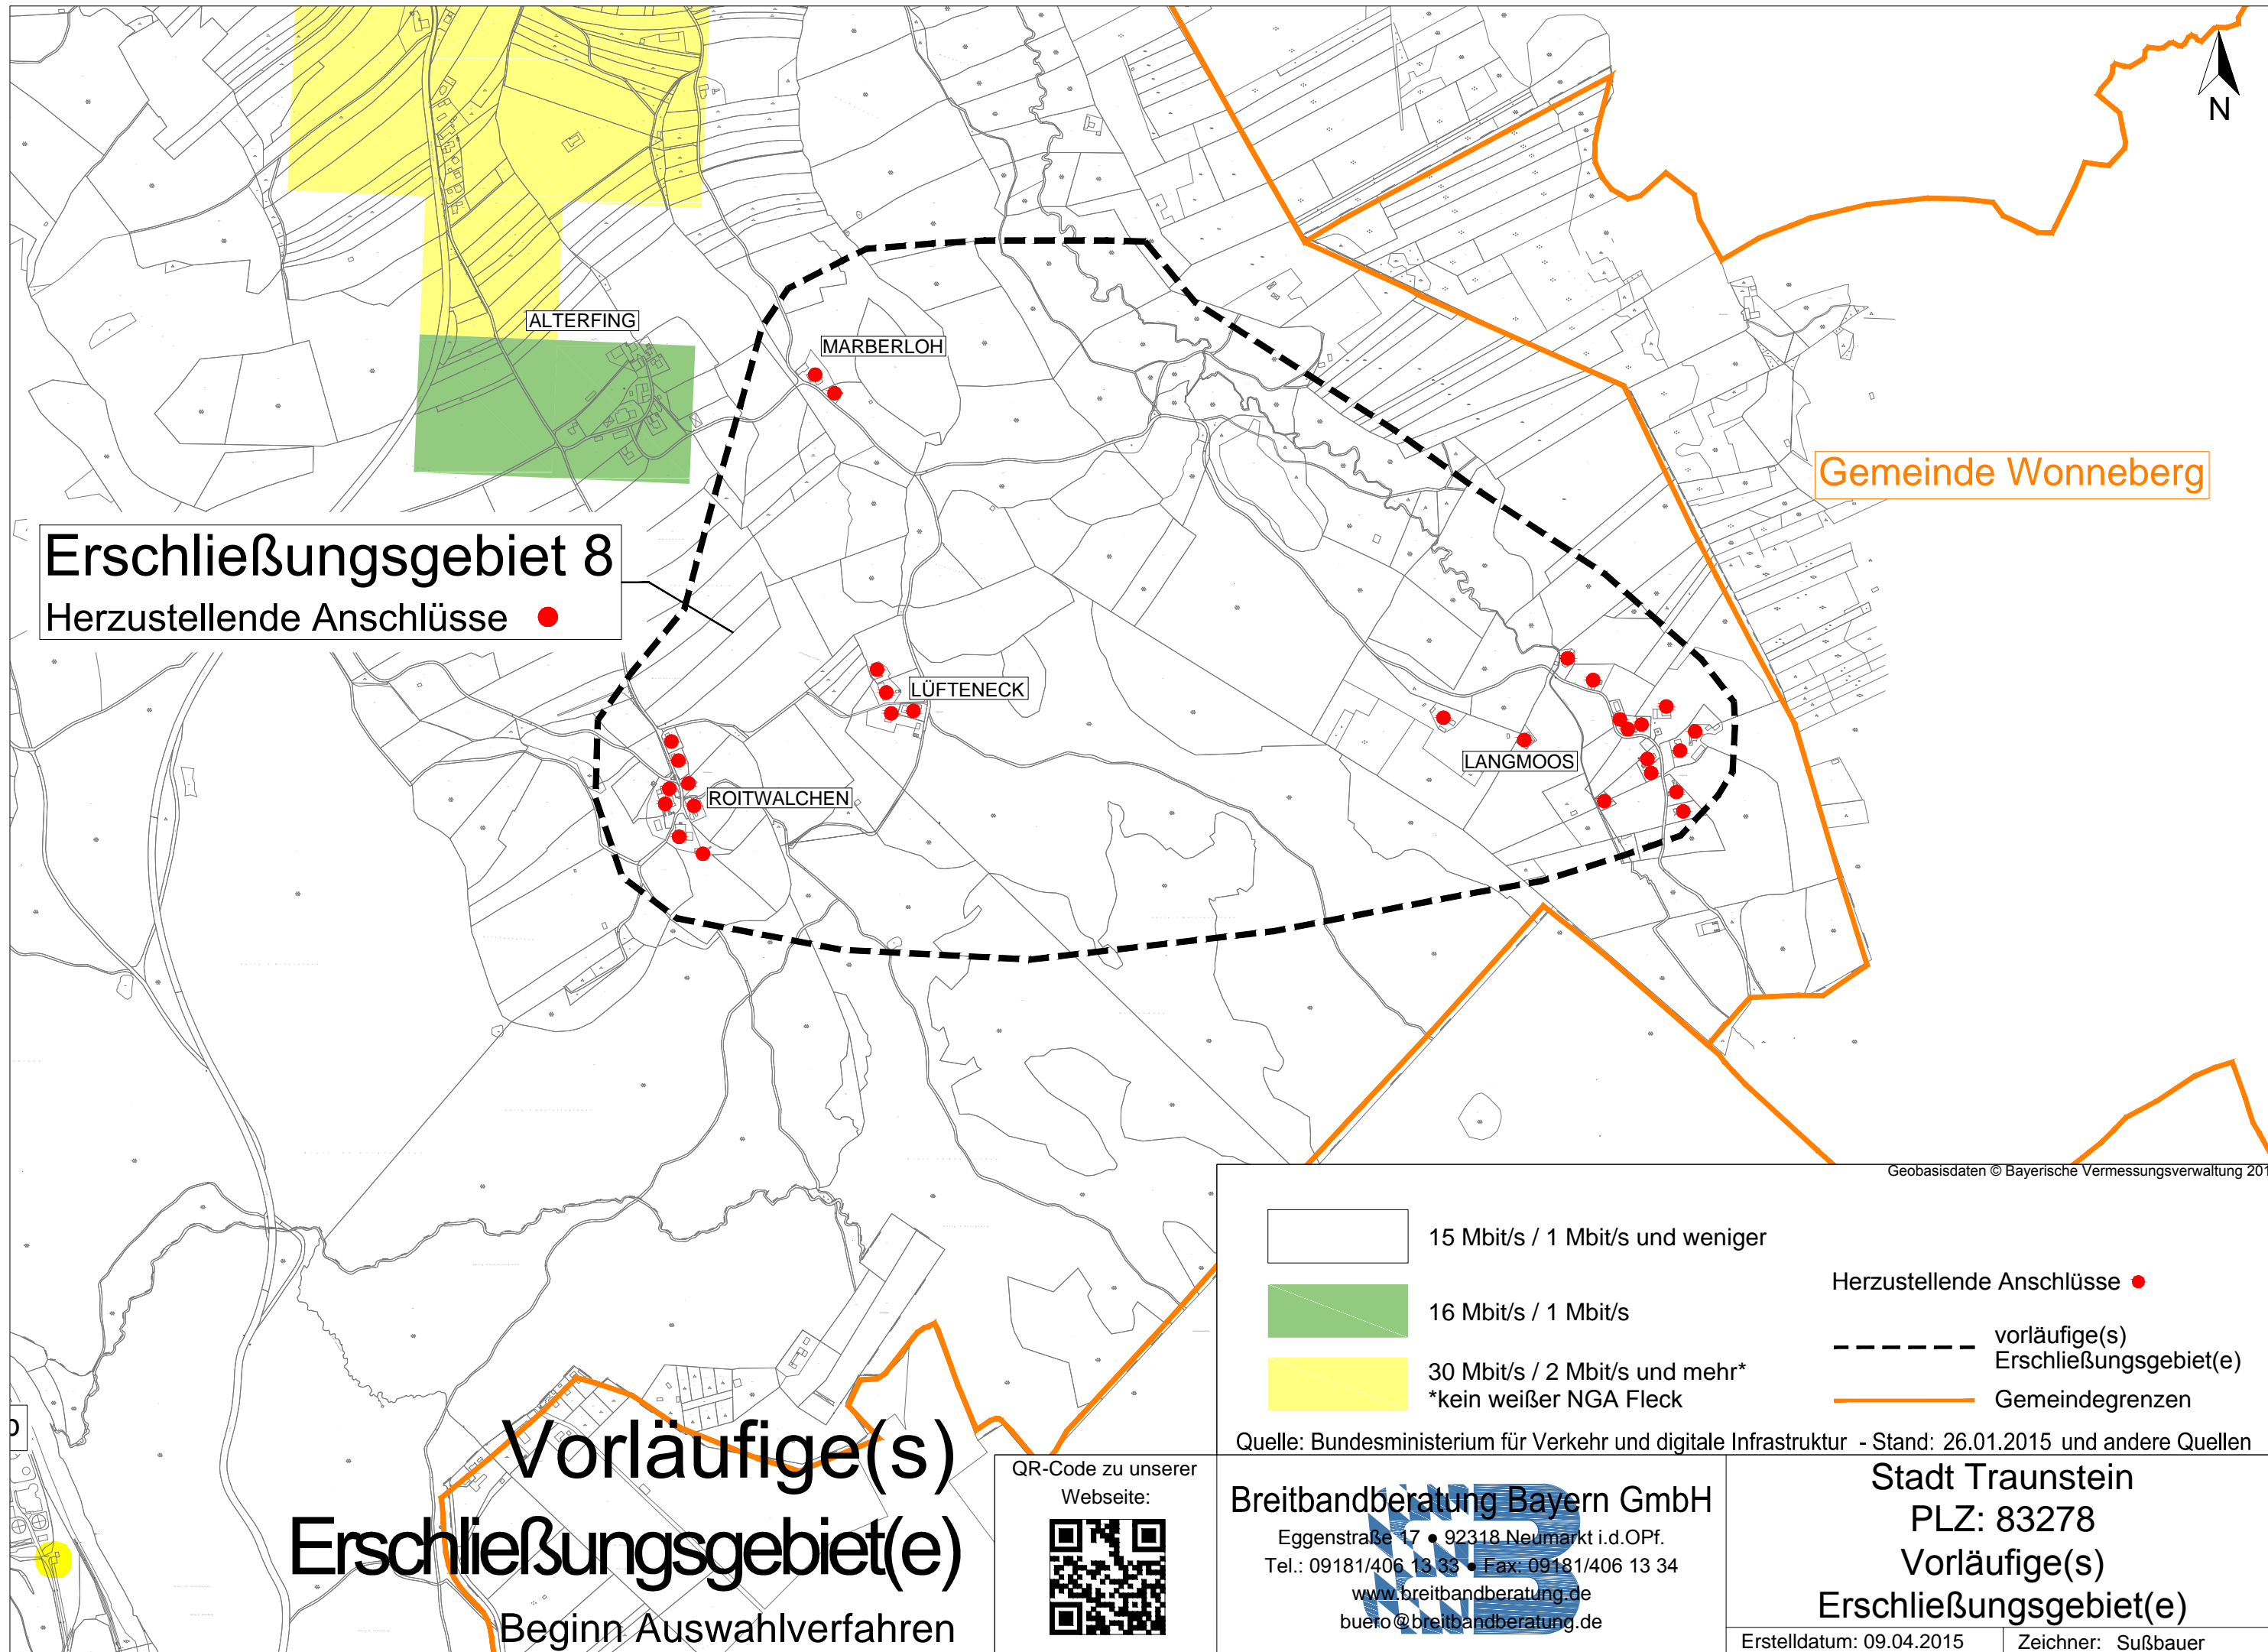 N
ALTERFING
MARBERLOH
Gemeinde Wonneberg
Erschließungsgebiet 8
Herzustellende Anschlüsse
LÜFTENECK
LANGMOOS
ROITWALCHEN
Geobasisdaten © Bayerische Vermessungsverwaltung 201
15 Mbit/s / 1 Mbit/s und weniger
16 Mbit/s / 1 Mbit/s
30 Mbit/s / 2 Mbit/s und mehr*
*kein weißer NGA Fleck
Herzustellende Anschlüsse
vorläufige(s)
Erschließungsgebiet(e)
Gemeindegrenzen
Quelle: Bundesministerium für Verkehr und digitale Infrastruktur - Stand: 26.01.2015 und andere Quellen
Vorläufige(s)
Erschließungsgebiet(e)
Beginn Auswahlverfahren
QR-Code zu unserer
Webseite:
Breitbandberatung Bayern GmbH
Eggenstraße 17 ● 92318 Neumarkt i.d.OPf.
Tel.: 09181/406 13 33 ● Fax: 09181/406 13 34
www.breitbandberatung.de
buero@breitbandberatung.de
Stadt Traunstein
PLZ: 83278
Vorläufige(s)
Erschließungsgebiet(e)
Erstelldatum: 09.04.2015
Zeichner: Sußbauer